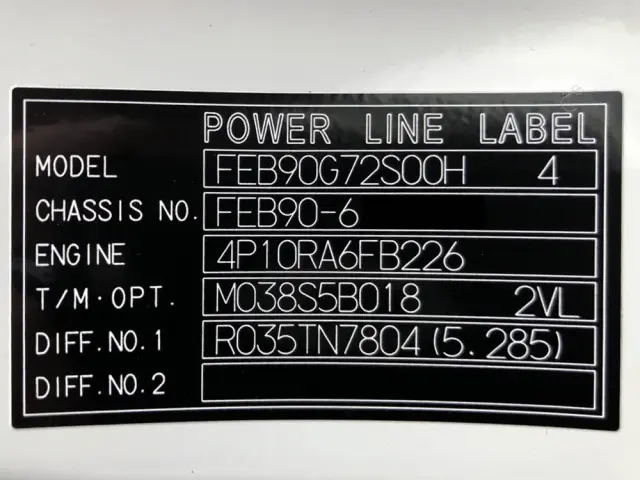 POWER LINE LABEL
MODEL FEB90G72S00H 4
CHASSIS NO. FEB90-6
ENGINE 4P10RA6FB226
T/M·OPT. M038S5B018 2VL
DIFF.NO.1 R035TN7804(5.285)
DIFF.NO.2